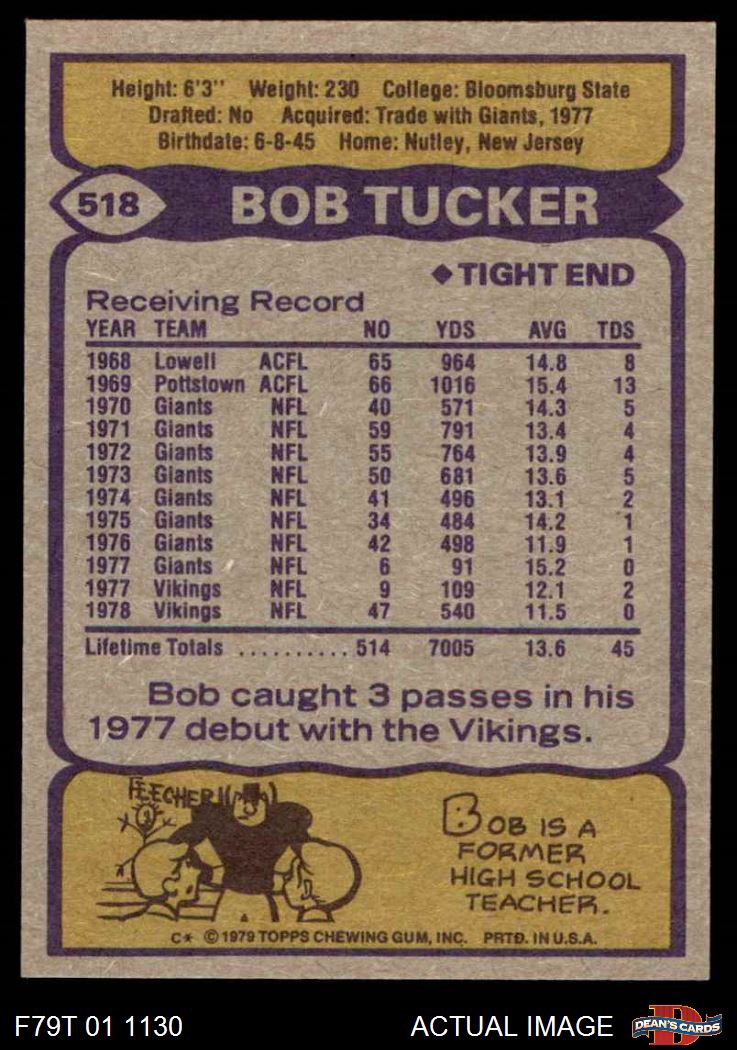 Height: 6'3'' Weight: 230 College: Bloomsburg State
Drafted: No Acquired: Trade with Giants, 1977
Birthdate: 6-8-45 Home: Nutley, New Jersey
518 BOB TUCKER
◆TIGHT END
Receiving Record
YEAR TEAM NO YDS AVG TDS
1968 Lowell ACFL 65 964 14.8 8
1969 Pottstown ACFL 66 1016 15.4 13
1970 Giants NFL 40 571 14.3 5
1971 Giants NFL 59 791 13.4 4
1972 Giants NFL 55 764 13.9 4
1973 Giants NFL 50 681 13.6 5
1974 Giants NFL 41 496 13.1 2
1975 Giants NFL 34 484 14.2 1
1976 Giants NFL 42 498 11.9 1
1977 Giants NFL 6 91 15.2 0
1977 Vikings NFL 9 109 12.1 2
1978 Vikings NFL 47 540 11.5 0
Lifetime Totals .......... 514 7005 13.6 45
Bob caught 3 passes in his
1977 debut with the Vikings.
BOB IS A
FORMER
HIGH SCHOOL
TEACHER.
C* © 1979 TOPPS CHEWING GUM, INC. PRTD. IN U.S.A.
F79T 01 1130 ACTUAL IMAGE
DEAN'S CARDS